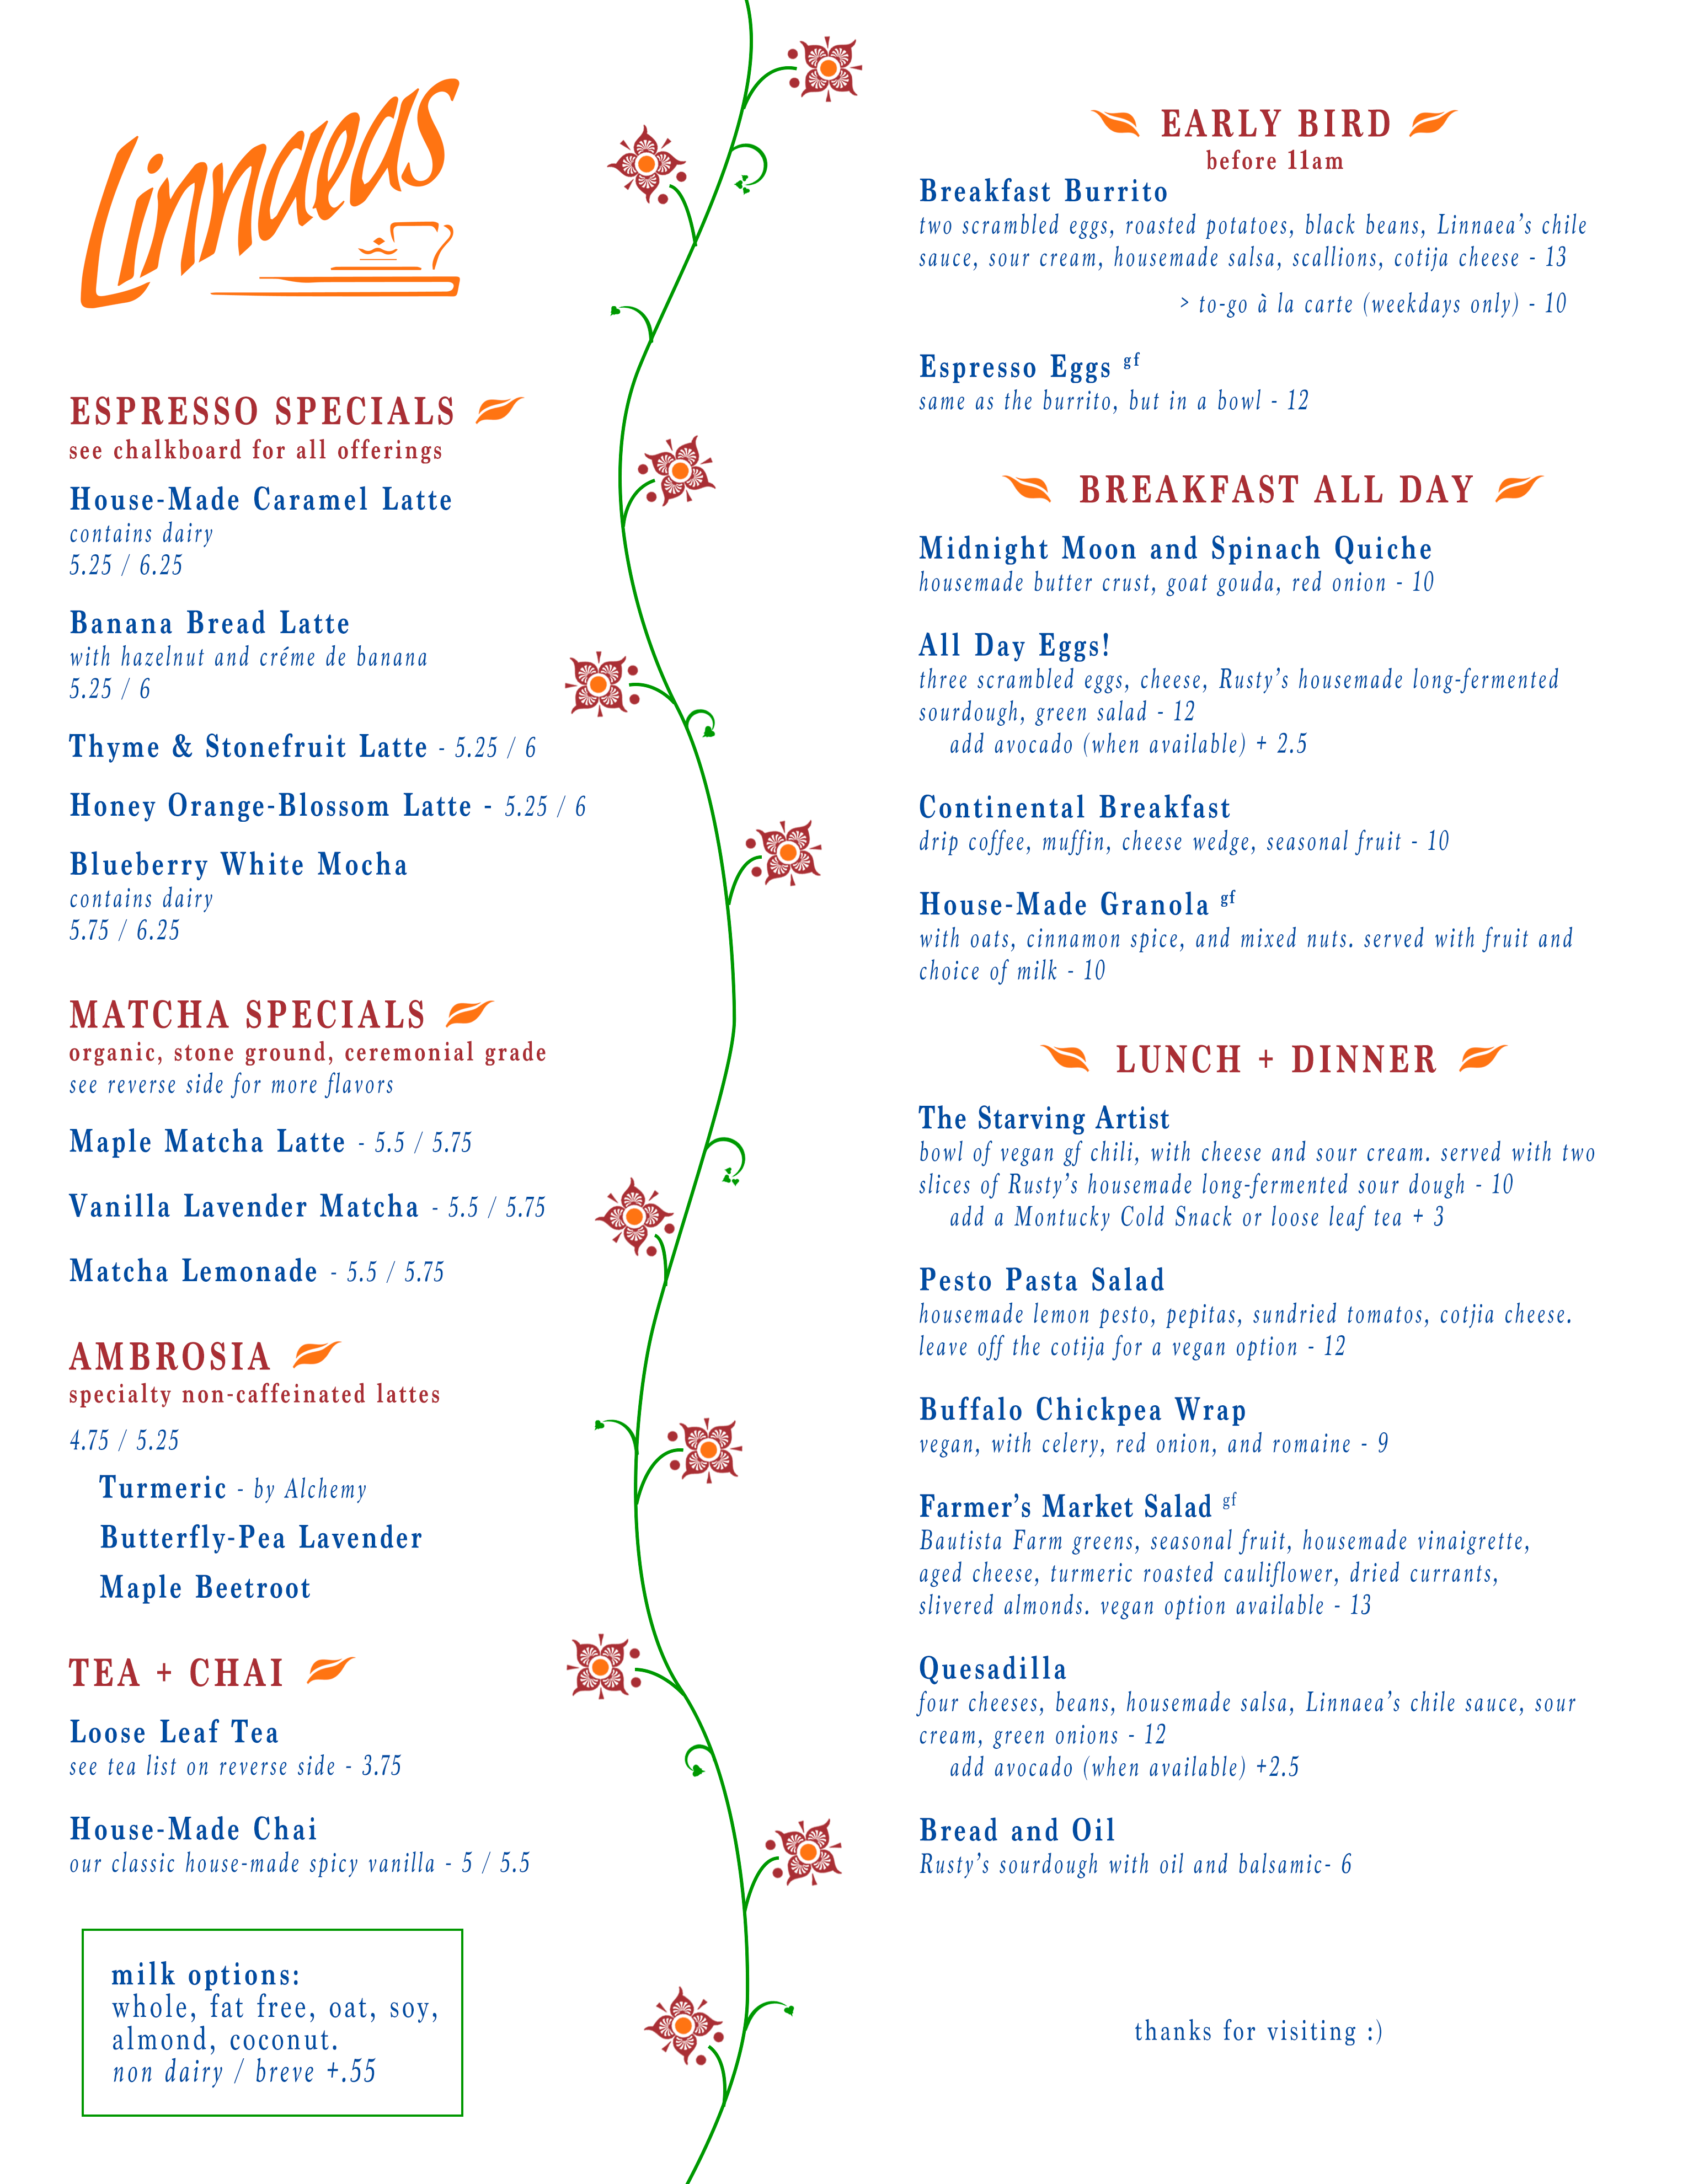 Linnaeas
ESPRESSO SPECIALS
see chalkboard for all offerings
House-Made Caramel Latte
contains dairy
5.25 / 6.25
Banana Bread Latte
with hazelnut and créme de banana
5.25 / 6
Thyme & Stonefruit Latte - 5.25 / 6
Honey Orange-Blossom Latte - 5.25 / 6
Blueberry White Mocha
contains dairy
5.75 / 6.25
MATCHA SPECIALS
organic, stone ground, ceremonial grade
see reverse side for more flavors
Maple Matcha Latte - 5.5 / 5.75
Vanilla Lavender Matcha - 5.5 / 5.75
Matcha Lemonade - 5.5 / 5.75
AMBROSIA
specialty non-caffeinated lattes
4.75 / 5.25
Turmeric - by Alchemy
Butterfly-Pea Lavender
Maple Beetroot
TEA + CHAI
Loose Leaf Tea
see tea list on reverse side - 3.75
House-Made Chai
our classic house-made spicy vanilla - 5 / 5.5
milk options:
whole, fat free, oat, soy,
almond, coconut.
non dairy / breve +.55
EARLY BIRD
before 11am
Breakfast Burrito
two scrambled eggs, roasted potatoes, black beans, Linnaea's chile
sauce, sour cream, housemade salsa, scallions, cotija cheese - 13
> to-go à la carte (weekdays only) - 10
Espresso Eggs gf
same as the burrito, but in a bowl - 12
BREAKFAST ALL DAY
Midnight Moon and Spinach Quiche
housemade butter crust, goat gouda, red onion - 10
All Day Eggs!
three scrambled eggs, cheese, Rusty's housemade long-fermented
sourdough, green salad - 12
add avocado (when available) + 2.5
Continental Breakfast
drip coffee, muffin, cheese wedge, seasonal fruit - 10
House-Made Granola gf
with oats, cinnamon spice, and mixed nuts. served with fruit and
choice of milk - 10
LUNCH + DINNER
The Starving Artist
bowl of vegan gf chili, with cheese and sour cream. served with two
slices of Rusty's housemade long-fermented sour dough - 10
add a Montucky Cold Snack or loose leaf tea + 3
Pesto Pasta Salad
housemade lemon pesto, pepitas, sundried tomatos, cotjia cheese.
leave off the cotija for a vegan option - 12
Buffalo Chickpea Wrap
vegan, with celery, red onion, and romaine - 9
Farmer's Market Salad gf
Bautista Farm greens, seasonal fruit, housemade vinaigrette,
aged cheese, turmeric roasted cauliflower, dried currants,
slivered almonds. vegan option available - 13
Quesadilla
four cheeses, beans, housemade salsa, Linnaea's chile sauce, sour
cream, green onions - 12
add avocado (when available) +2.5
Bread and Oil
Rusty's sourdough with oil and balsamic- 6
thanks for visiting :)